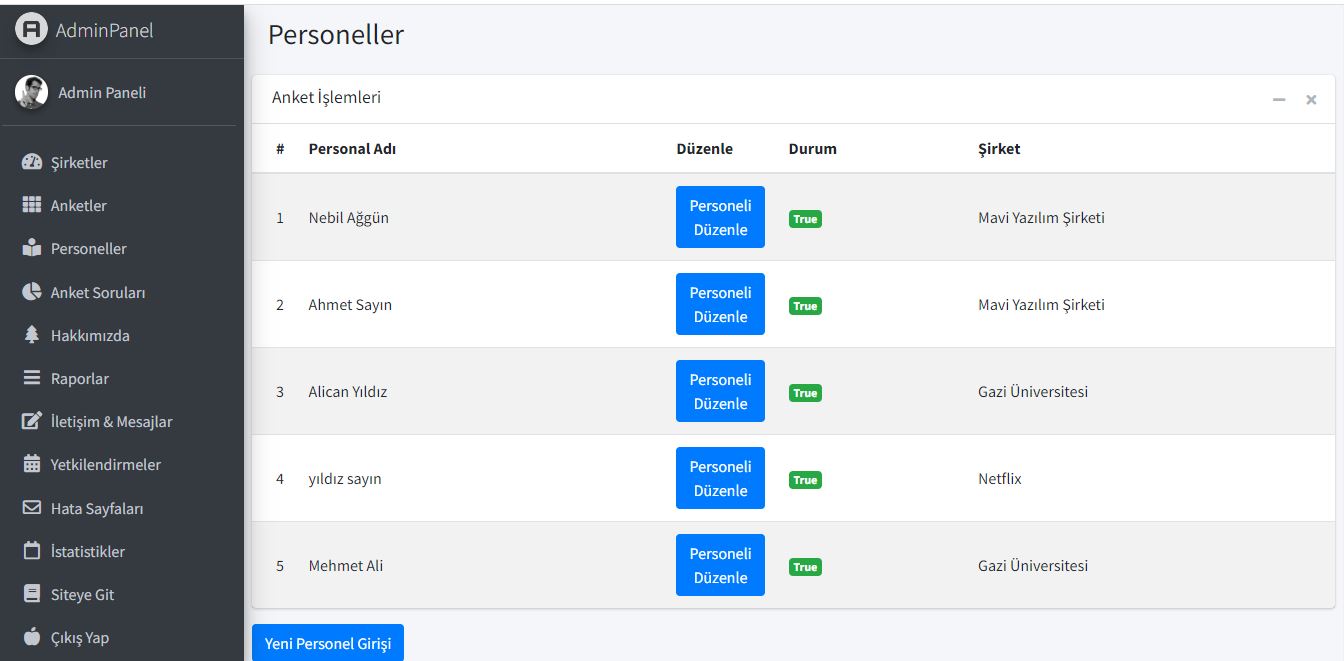 AdminPanel
Admin Paneli
Şirketler
Anketler
Personeller
Anket Soruları
Hakkımızda
Raporlar
İletişim & Mesajlar
Yetkilendirmeler
Hata Sayfaları
İstatistikler
Siteye Git
Çıkış Yap
Personeller
Anket İşlemleri
# Personal Adı Düzenle Durum Şirket
1 Nebil Ağgün Personeli Düzenle True Mavi Yazılım Şirketi
2 Ahmet Sayın Personeli Düzenle True Mavi Yazılım Şirketi
3 Alican Yıldız Personeli Düzenle True Gazi Üniversitesi
4 yıldız sayın Personeli Düzenle True Netflix
5 Mehmet Ali Personeli Düzenle True Gazi Üniversitesi
Yeni Personel Girişi